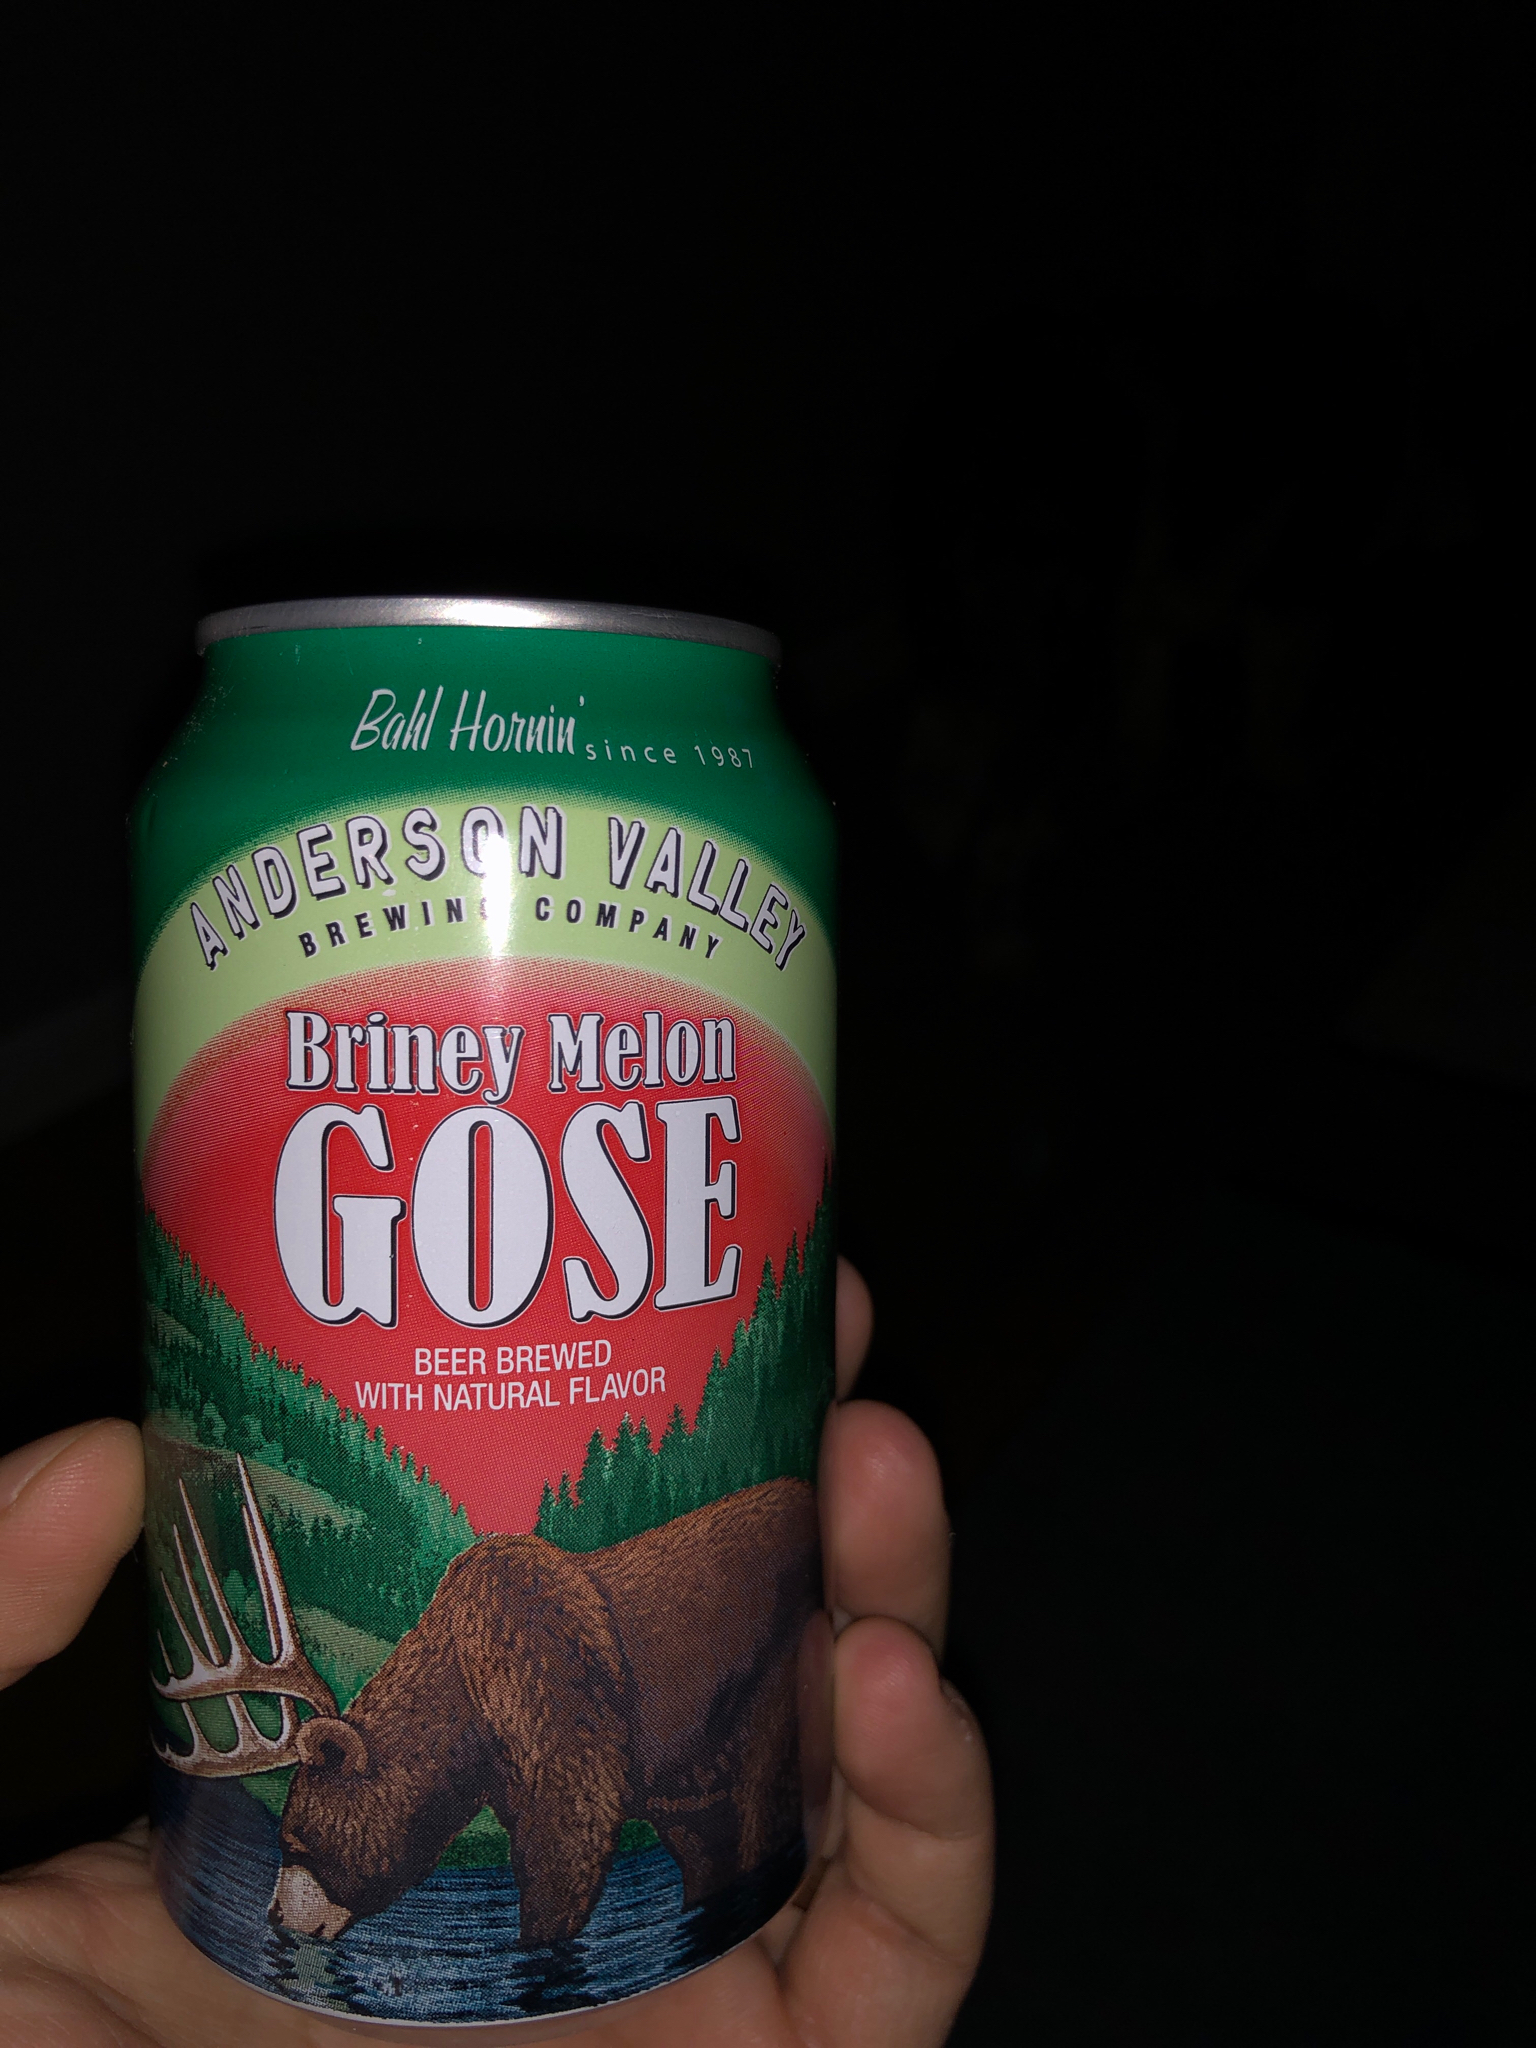 Bahl Hornin' since 1987
ANDERSON VALLEY
BREWING COMPANY
Briney Melon
GOSE
BEER BREWED
WITH NATURAL FLAVOR